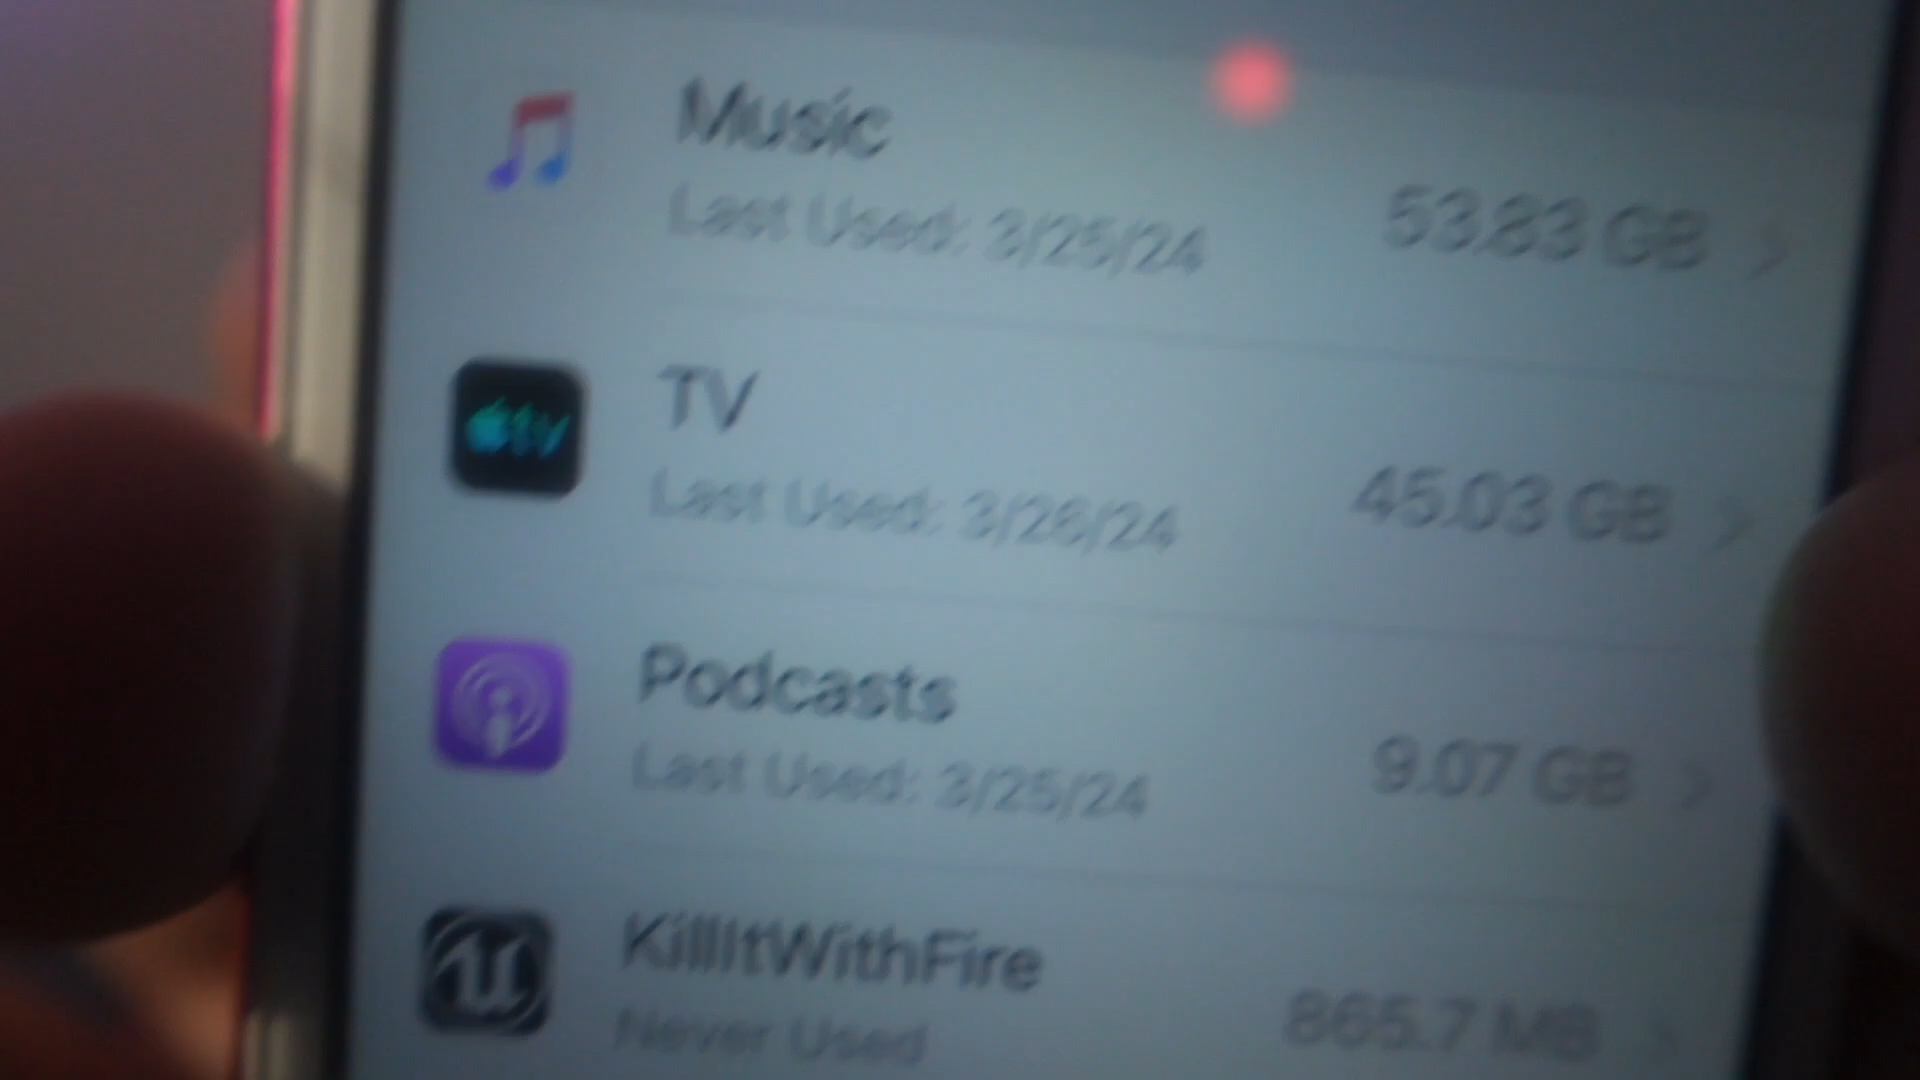 Music
Last Used: 3/25/24
53.83 GB
tv
TV
Last Used: 3/26/24
45.03 GB
Podcasts
Last Used: 3/25/24
9.07 GB
KillItWithFire
Never Used
865.7 MB